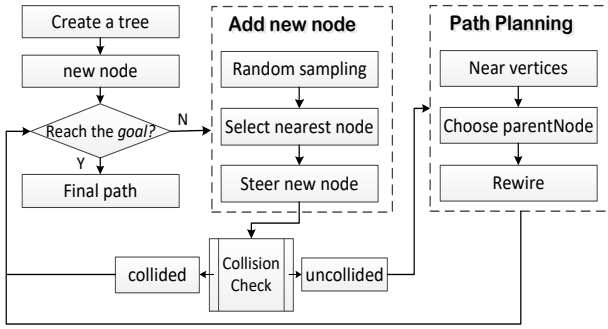 Create a tree
new node
Reach the goal?
N
Y
Final path
Add new node
Random sampling
Select nearest node
Steer new node
Path Planning
Near vertices
Choose parentNode
Rewire
collided
Collision
Check
uncollided